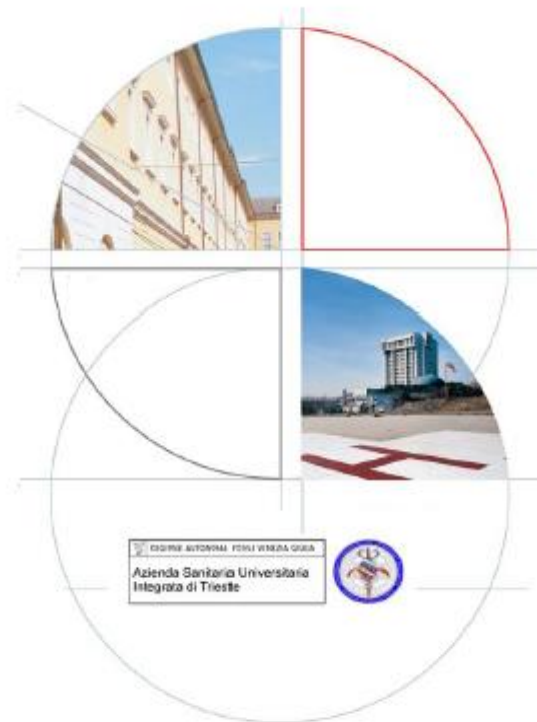 REGIONE AUTONOMA FRIULI VENEZIA GIULIA
Azienda Sanitaria Universitaria
Integrata di Trieste